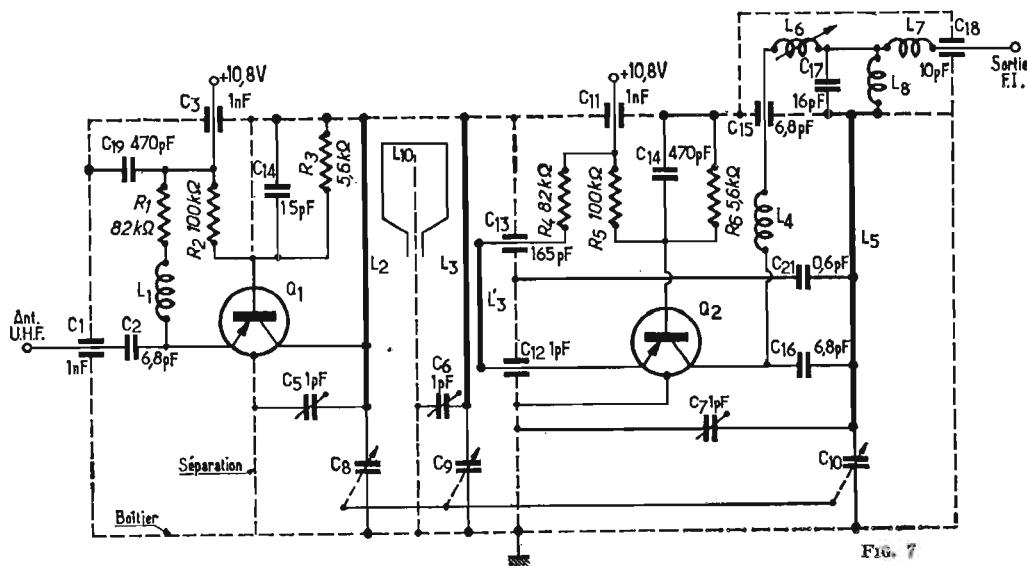 L6
L7
C18
+10,8V
+10,8V
C17
Sortie
F.I.
C3
1nF
C11
1nF
L8
10pF
16pF
C15
6,8pF
C19 470pF
R3
5,6kΩ
C14
15pF
L10
C14 470pF
R1
82kΩ
R2 100kΩ
R4 82kΩ
R5 100kΩ
R6 5,6kΩ
C13
165pF
L4
L5
L1
Q1
L2
L3
L'3
C21
0,6pF
Q2
Ant.
U.H.F.
C1
1nF
C2
6,8pF
C12 1pF
C16
6,8pF
C5 1pF
C6
1pF
C7 1pF
Séparation
C8
C9
C10
Boîtier
FIG. 7